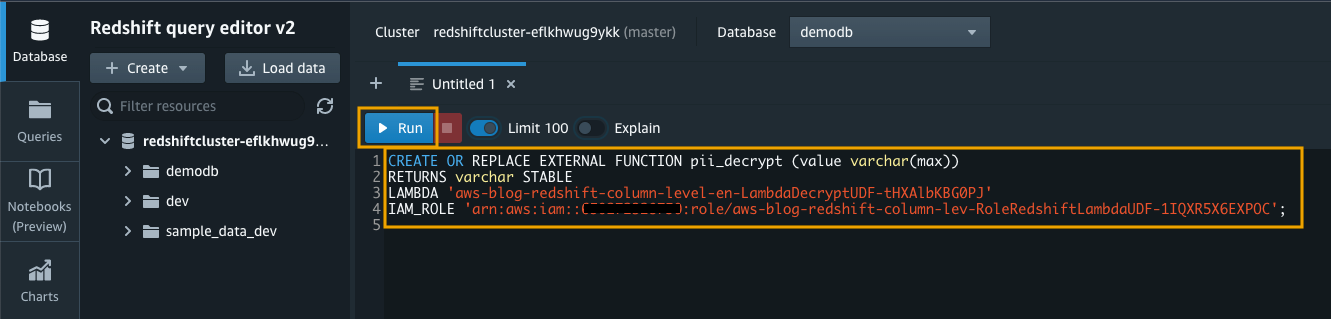 Redshift query editor v2
Cluster redshiftcluster-eflkhwug9ykk (master) Database demodb
Database
Create Load data
Untitled 1
Filter resources
Queries
Run Limit 100 Explain
redshiftcluster-eflkhwug9...
demodb
dev
sample_data_dev
Notebooks
(Preview)
Charts
1 CREATE OR REPLACE EXTERNAL FUNCTION pii_decrypt (value varchar(max))
2 RETURNS varchar STABLE
3 LAMBDA 'aws-blog-redshift-column-level-en-LambdaDecryptUDF-tHXAlbKBG0PJ'
4 IAM_ROLE 'arn:aws:iam:: :role/aws-blog-redshift-column-lev-RoleRedshiftLambdaUDF-1IQXR5X6EXPOC';
5